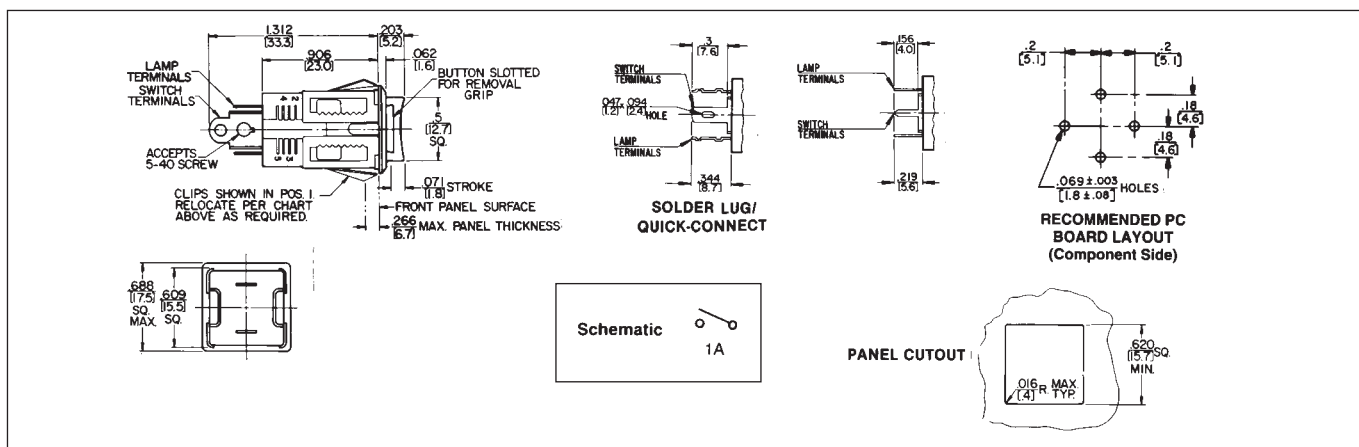 1.312
[33.3]
.203
[5.2]
.906
[23.0]
.062
[1.6]
LAMP
TERMINALS
SWITCH
TERMINALS
BUTTON SLOTTED
FOR REMOVAL
GRIP
2
4
3
5
.5
[12.7]
SQ.
ACCEPTS
5-40 SCREW
.071
[1.8] STROKE
CLIPS SHOWN IN POS. 1.
RELOCATE PER CHART
ABOVE AS REQUIRED.
FRONT PANEL SURFACE
.266
[6.7] MAX. PANEL THICKNESS
.3
[7.6]
SWITCH
TERMINALS
.047 x .094
[1.2] [2.4] HOLE
LAMP
TERMINALS
.344
[8.7]
SOLDER LUG/
QUICK-CONNECT
.156
[4.0]
LAMP
TERMINALS
SWITCH
TERMINALS
.219
[5.6]
.2
[5.1]
.2
[5.1]
.18
[4.6]
.18
[4.6]
.069 ±.003
[1.8 ±.08] HOLES
RECOMMENDED PC
BOARD LAYOUT
(Component Side)
.688
[17.5]
SQ.
MAX.
.609
[15.5]
SQ.
Schematic
1A
PANEL CUTOUT
.620
[15.7] SQ.
MIN.
.016
[.4] R. MAX.
TYP.